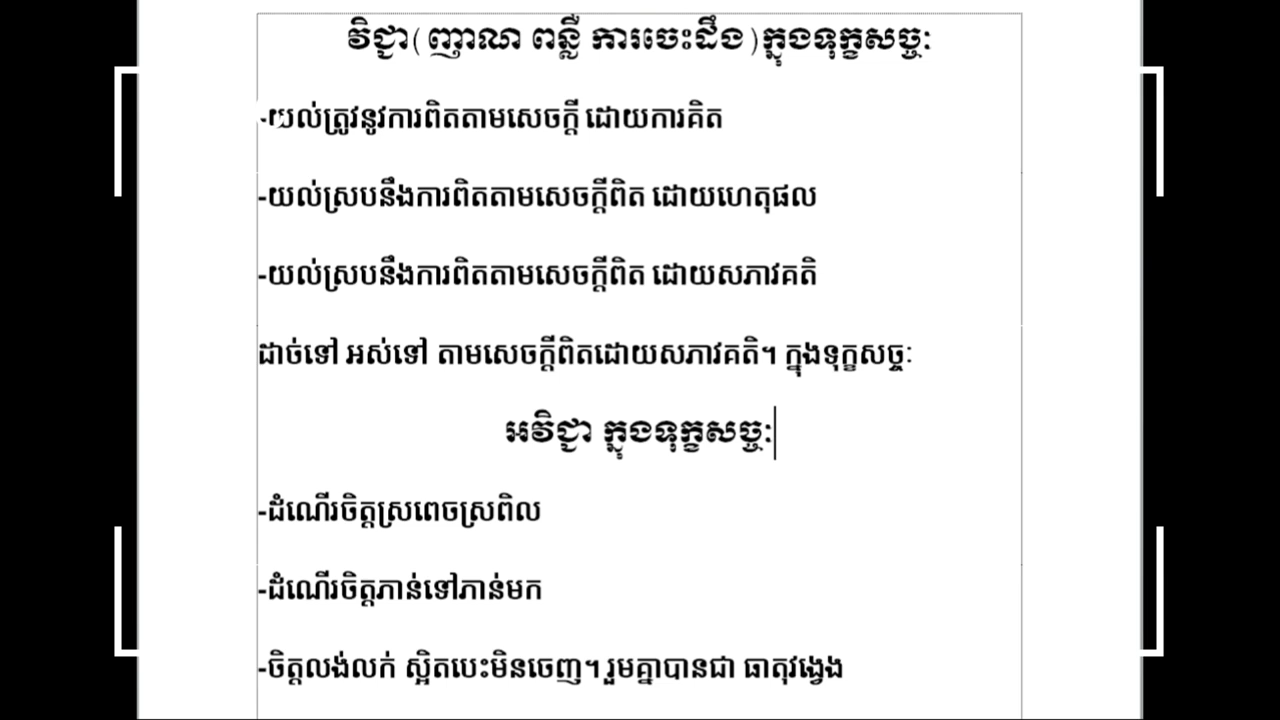 វិជ្ជា(ញាណ ពន្លឺ ការចេះដឹង)ក្នុងទុក្ខសច្ចៈ
-យល់ត្រូវនូវការពិតតាមសេចក្ដី ដោយការគិត
-យល់ស្របនឹងការពិតតាមសេចក្ដីពិត ដោយហេតុផល
-យល់ស្របនឹងការពិតតាមសេចក្ដីពិត ដោយសភាវគតិ
ដាច់ទៅ អស់ទៅ តាមសេចក្ដីពិតដោយសភាវគតិ។ ក្នុងទុក្ខសច្ចៈ
អវិជ្ជា ក្នុងទុក្ខសច្ចៈ
-ដំណើរចិត្តស្រពេចស្រពិល
-ដំណើរចិត្តភាន់ទៅភាន់មក
-ចិត្តលង់លក់ ស្អិតបេះមិនចេញ។ រួមគ្នាបានជា ធាតុវង្វេង